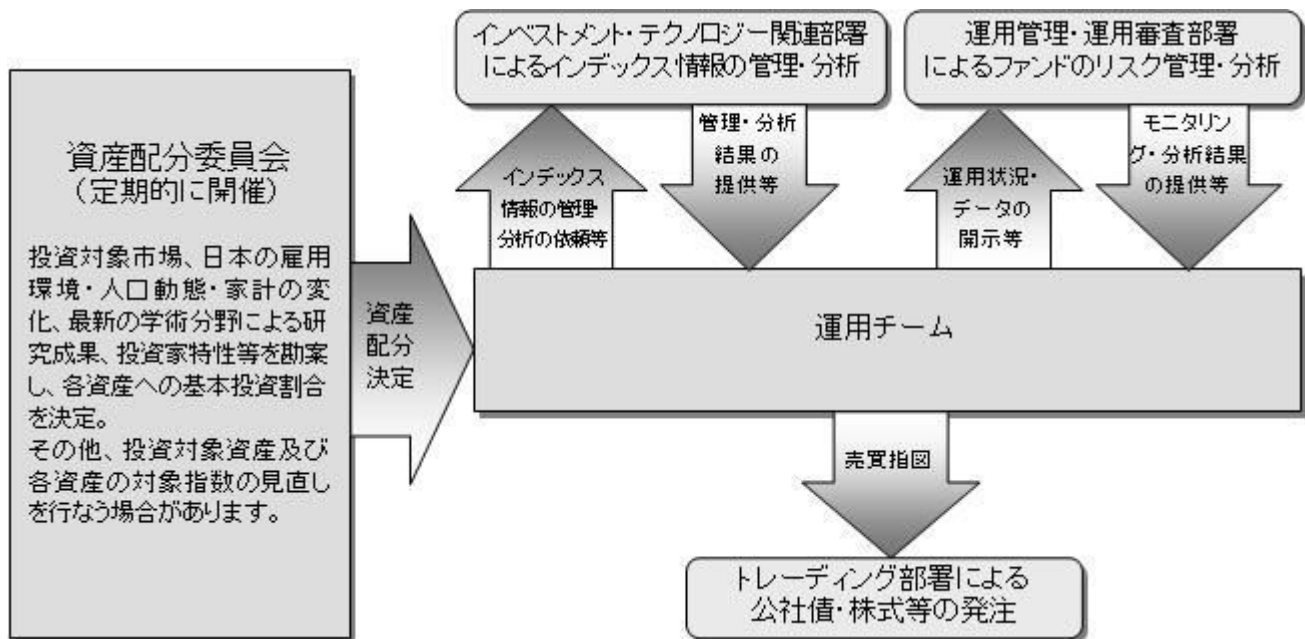 インベストメント・テクノロジー関連部署
によるインデックス情報の管理・分析
運用管理・運用審査部署
によるファンドのリスク管理・分析
資産配分委員会
(定期的に開催)
投資対象市場、日本の雇用
環境・人口動態・家計の変
化、最新の学術分野による研
究成果、投資家特性等を勘案
し、各資産への基本投資割合
を決定。
その他、投資対象資産及び
各資産の対象指数の見直し
を行なう場合があります。
資産
配分
決定
インデックス
情報の管理・
分析の依頼等
管理・分析
結果の
提供等
運用状況・
データの
開示等
モニタリン
グ・分析結果
の提供等
運用チーム
売買指図
トレーディング部署による
公社債・株式等の発注